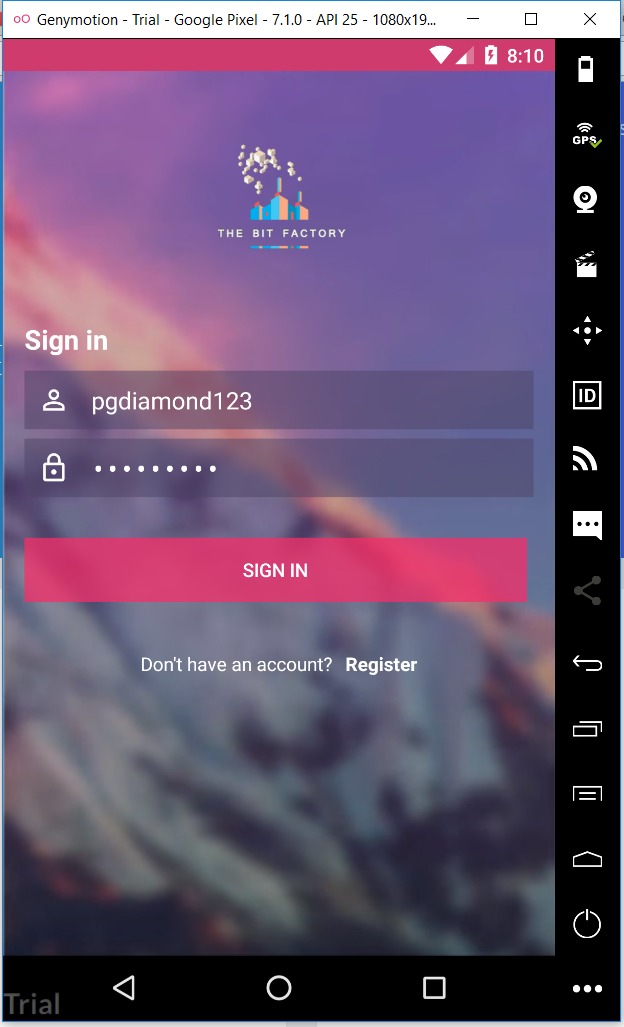 Genymotion - Trial - Google Pixel - 7.1.0 - API 25 - 1080x19...
8:10
GPS
THE BIT FACTORY
Sign in
pgdiamond123
•••••••••
SIGN IN
ID
Don't have an account? Register
Trial